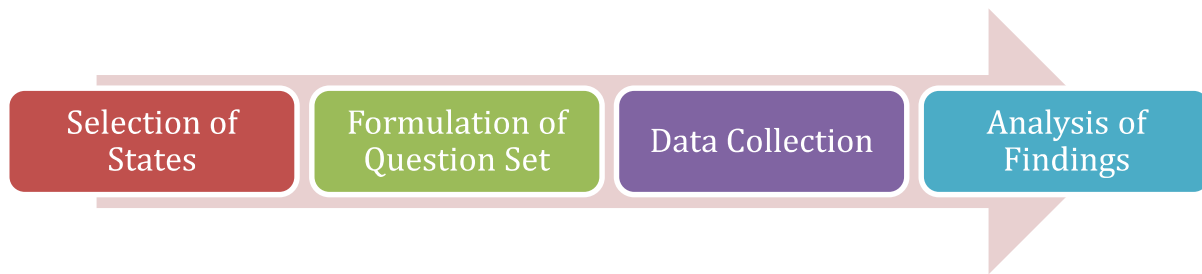 Selection of
States
Formulation of
Question Set
Data Collection
Analysis of
Findings